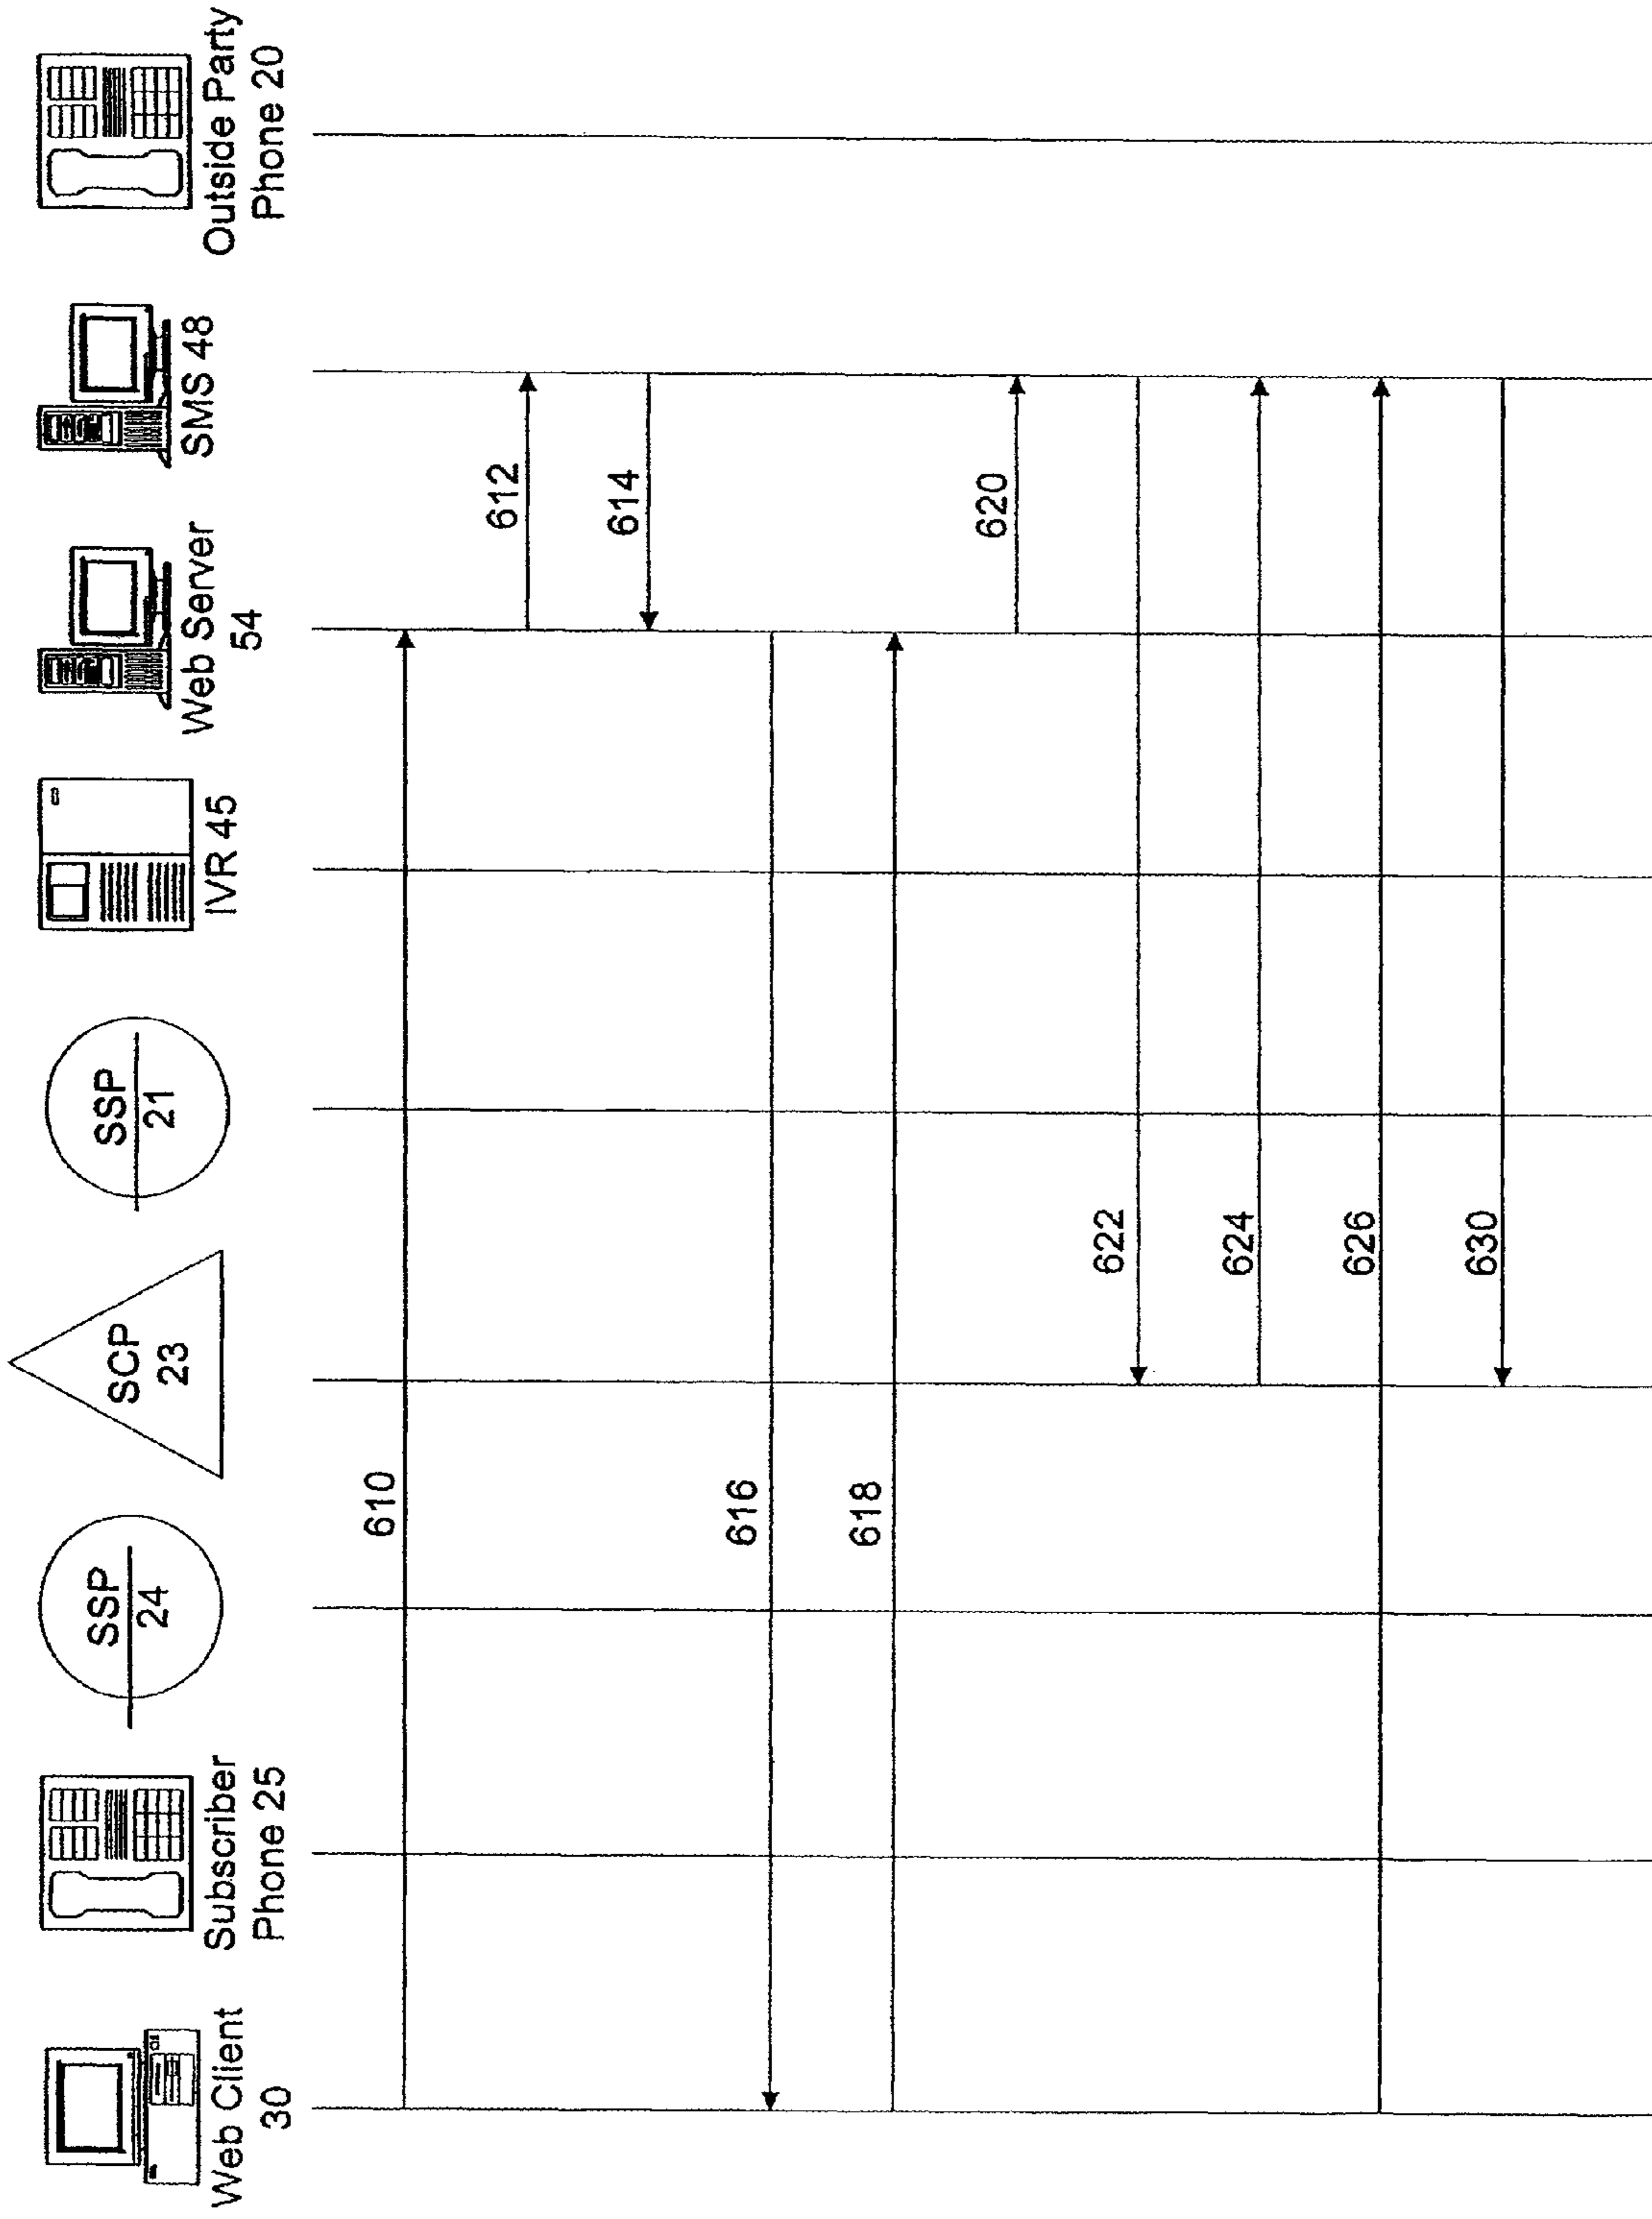 Web Client
30
Subscriber
Phone 25
SSP
24
SCP
23
SSP
21
IVR 45
Web Server
54
SMS 48
Outside Party
Phone 20
610
612
614
616
618
620
622
624
626
630